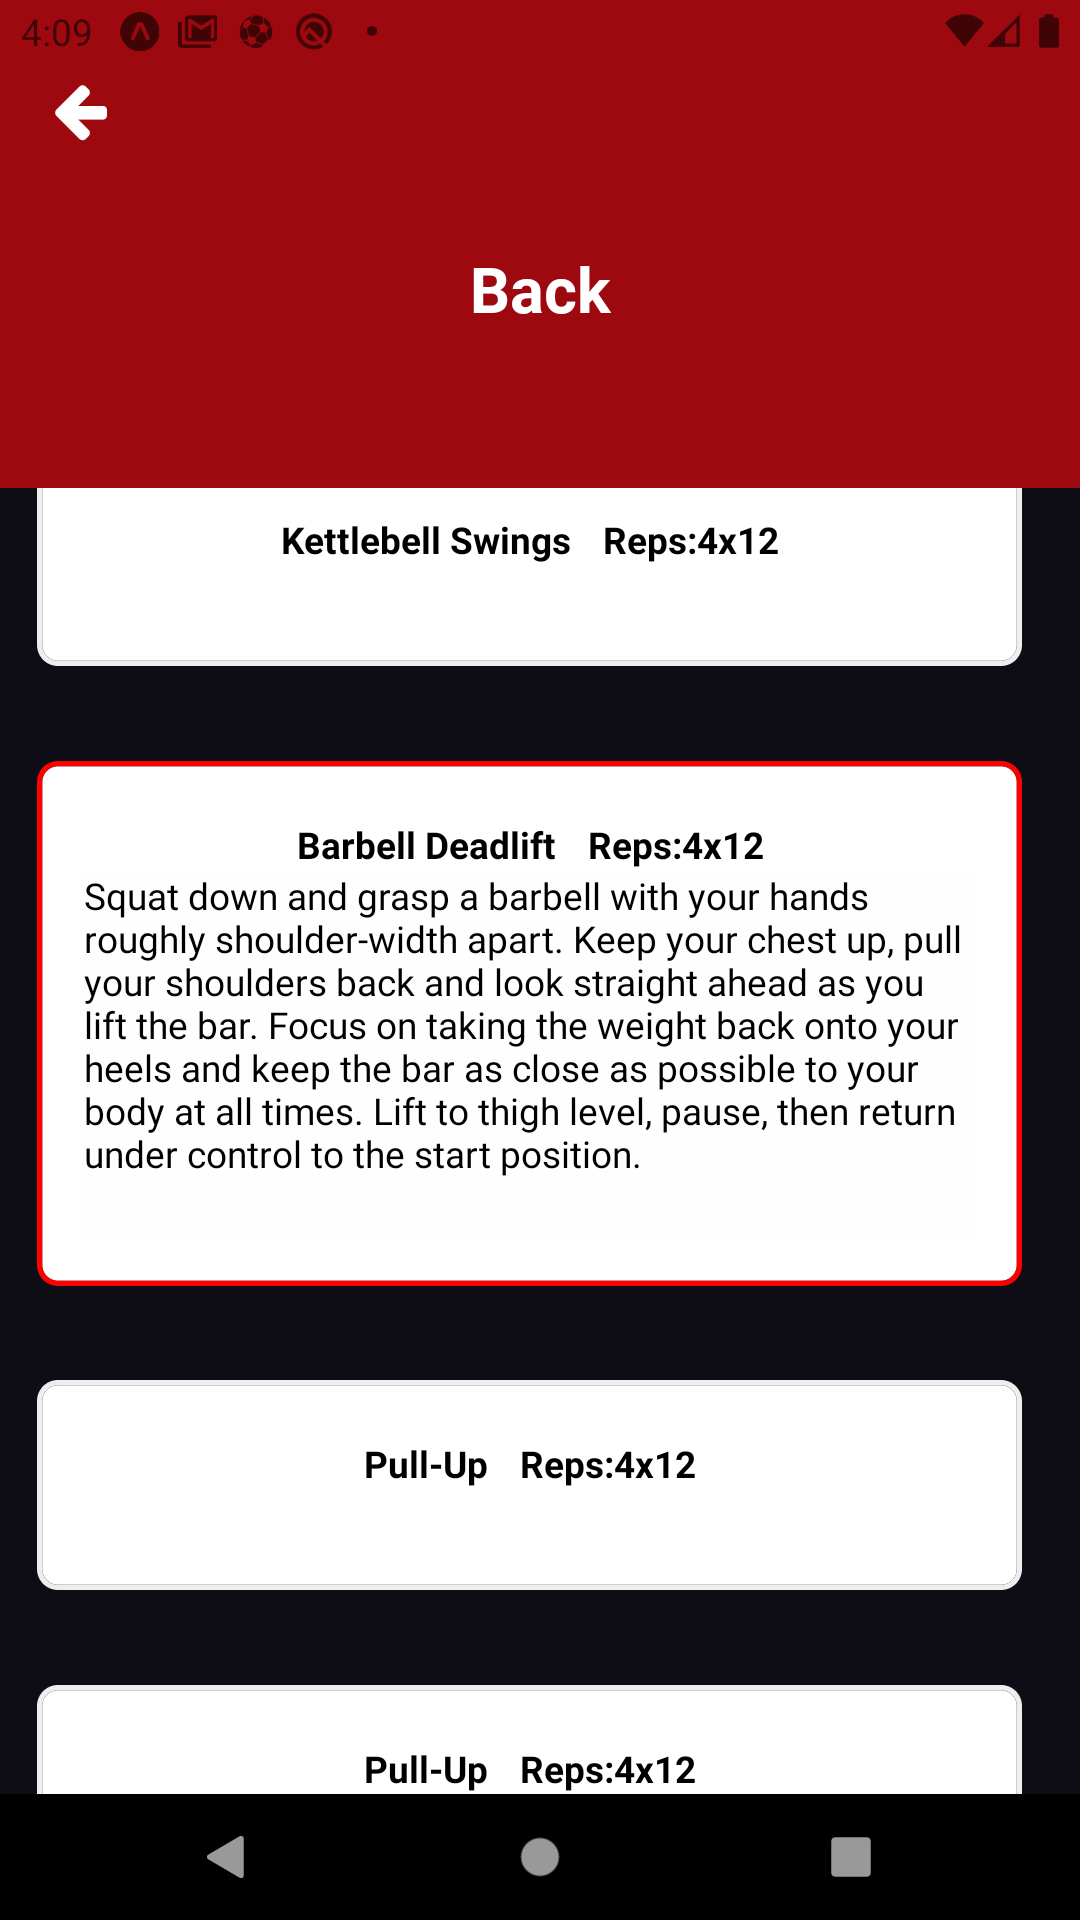 4:09
Back
Kettlebell Swings Reps:4x12
Barbell Deadlift Reps:4x12
Squat down and grasp a barbell with your hands
roughly shoulder-width apart. Keep your chest up, pull
your shoulders back and look straight ahead as you
lift the bar. Focus on taking the weight back onto your
heels and keep the bar as close as possible to your
body at all times. Lift to thigh level, pause, then return
under control to the start position.
Pull-Up Reps:4x12
Pull-Up Reps:4x12